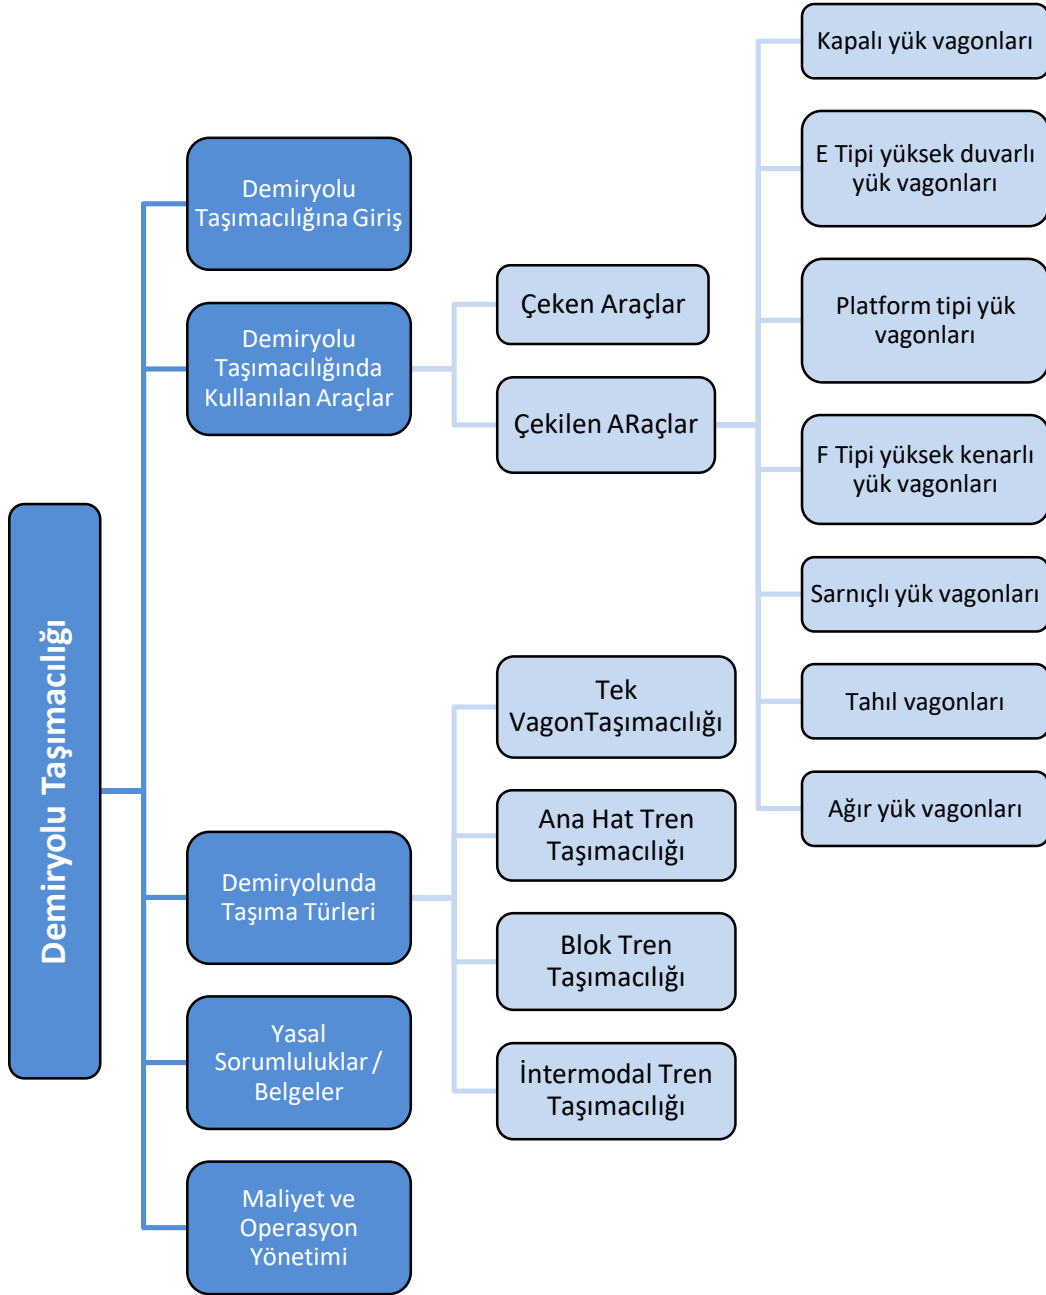 Demiryolu Taşımacılığı
Demiryolu
Taşımacılığına Giriş
Demiryolu
Taşımacılığında
Kullanılan Araçlar
Çeken Araçlar
Çekilen ARaçlar
Kapalı yük vagonları
E Tipi yüksek duvarlı
yük vagonları
Platform tipi yük
vagonları
F Tipi yüksek kenarlı
yük vagonları
Sarnıçlı yük vagonları
Tahıl vagonları
Ağır yük vagonları
Demiryolunda
Taşıma Türleri
Tek
VagonTaşımacılığı
Ana Hat Tren
Taşımacılığı
Blok Tren
Taşımacılığı
İntermodal Tren
Taşımacılığı
Yasal
Sorumluluklar /
Belgeler
Maliyet ve
Operasyon
Yönetimi